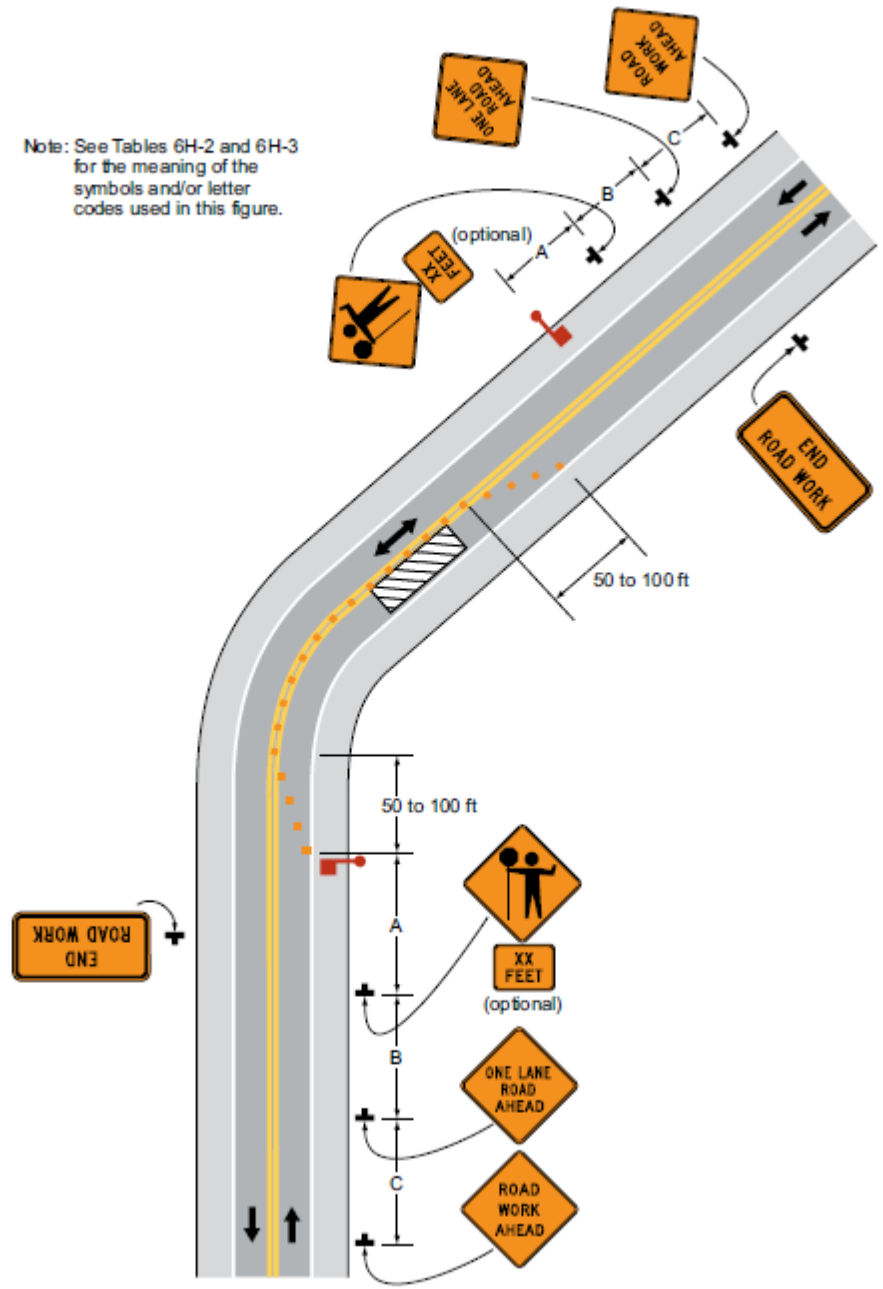 ROAD
WORK
AHEAD
ONE LANE
ROAD
AHEAD
C
Note: See Tables 6H-2 and 6H-3
for the meaning of the
symbols and/or letter
codes used in this figure.
B
(optional)
A
XX
FEET
END
ROAD WORK
50 to 100 ft
50 to 100 ft
A
END
ROAD WORK
XX
FEET
(optional)
B
ONE LANE
ROAD
AHEAD
C
ROAD
WORK
AHEAD